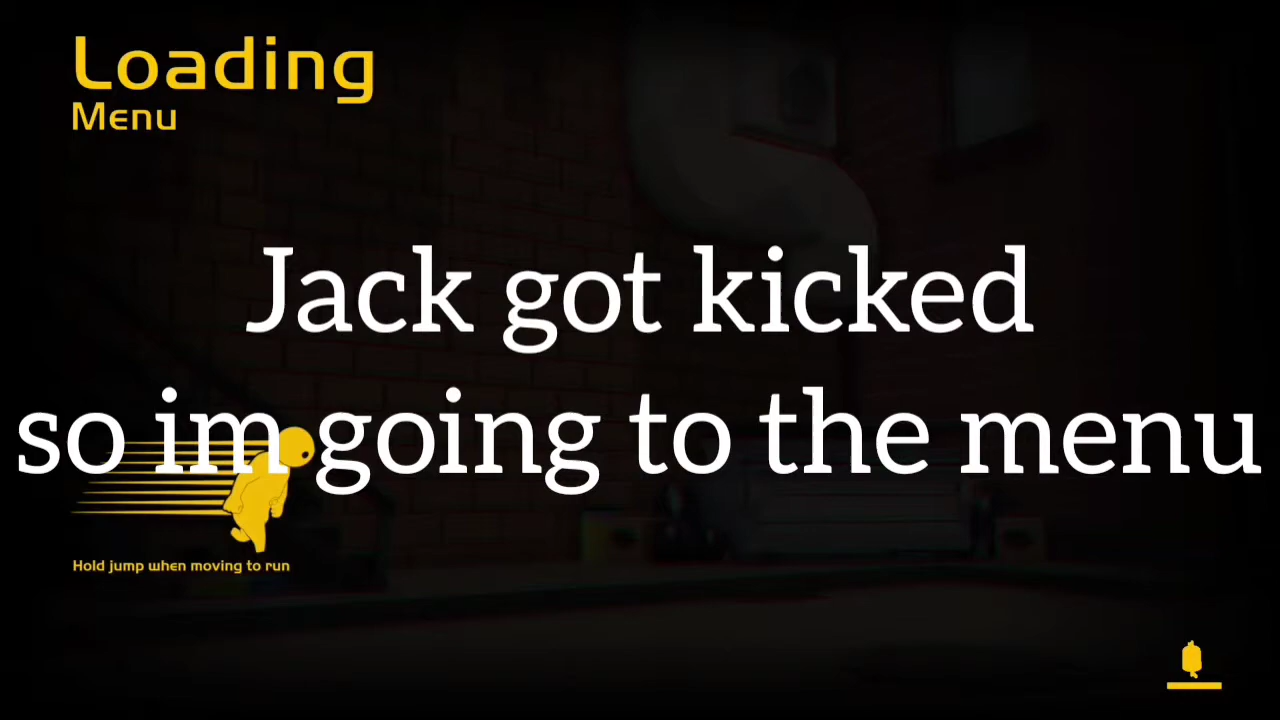 Loading
Menu
Jack got kicked
so im going to the menu
Hold jump when moving to run